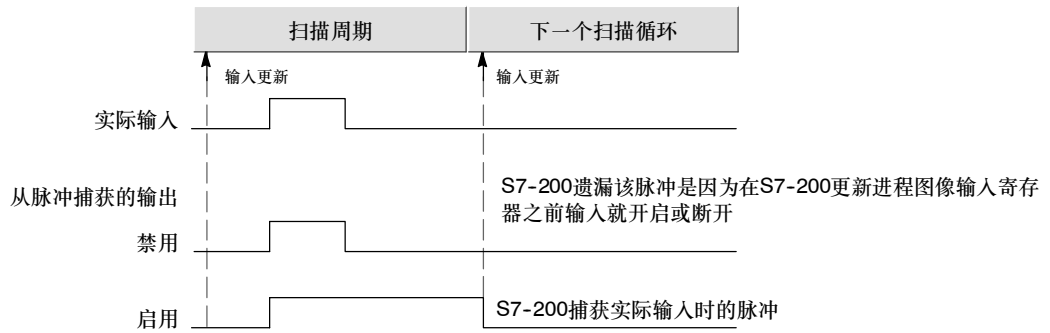 扫描周期
下一个扫描循环
输入更新
输入更新
实际输入
从脉冲捕获的输出
S7-200遗漏该脉冲是因为在S7-200更新进程图像输入寄存
器之前输入就开启或断开
禁用
启用
S7-200捕获实际输入时的脉冲